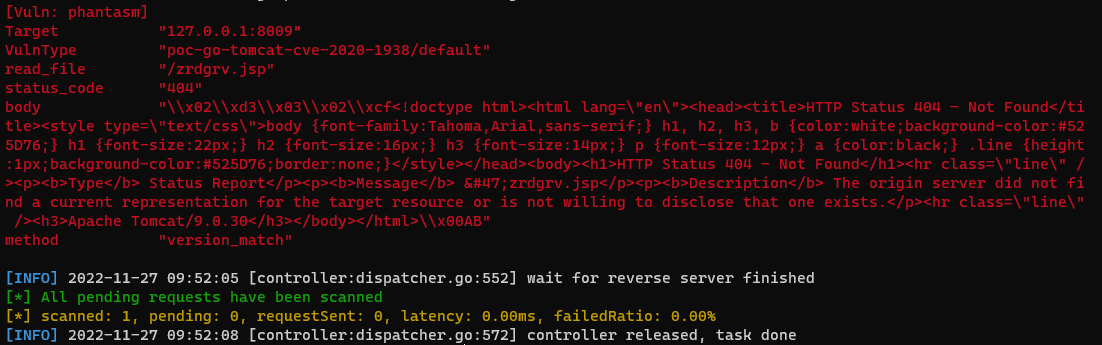 [Vuln: phantasm]
Target "127.0.0.1:8009"
VulnType "poc-go-tomcat-cve-2020-1938/default"
read_file "/zrdgrv.jsp"
status_code "404"
body "\\x02\\xd3\\x03\\x02\\xcf<!doctype html><html lang=\"en\"><head><title>HTTP Status 404 – Not Found</ti
tle><style type=\"text/css\">body {font-family:Tahoma,Arial,sans-serif;} h1, h2, h3, b {color:white;background-color:#52
5D76;} h1 {font-size:22px;} h2 {font-size:16px;} h3 {font-size:14px;} p {font-size:12px;} a {color:black;} .line {height
:1px;background-color:#525D76;border:none;}</style></head><body><h1>HTTP Status 404 – Not Found</h1><hr class=\"line\" /
><p><b>Type</b> Status Report</p><p><b>Message</b> &#47;zrdgrv.jsp</p><p><b>Description</b> The origin server did not fi
nd a current representation for the target resource or is not willing to disclose that one exists.</p><hr class=\"line\"
/><h3>Apache Tomcat/9.0.30</h3></body></html>\\x00AB"
method "version_match"
[INFO] 2022-11-27 09:52:05 [controller:dispatcher.go:552] wait for reverse server finished
[*] All pending requests have been scanned
[*] scanned: 1, pending: 0, requestSent: 0, latency: 0.00ms, failedRatio: 0.00%
[INFO] 2022-11-27 09:52:08 [controller:dispatcher.go:572] controller released, task done